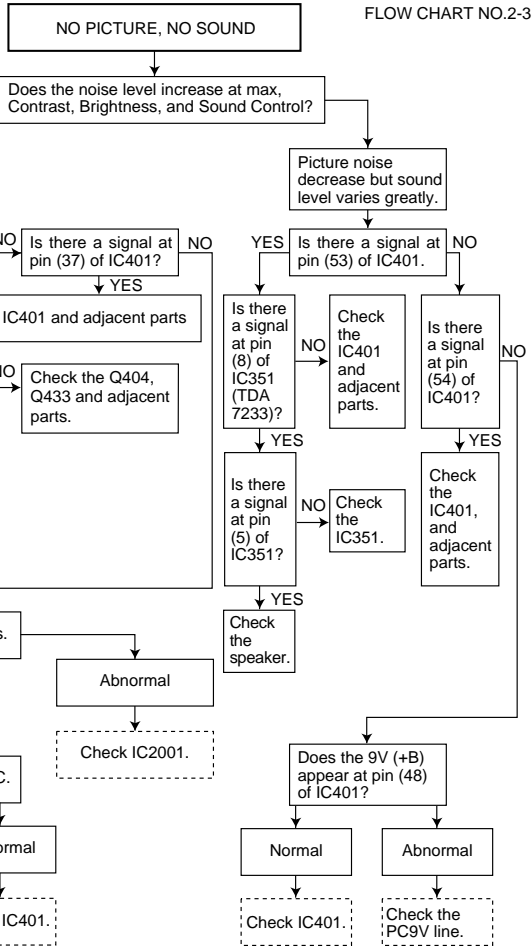 FLOW CHART NO.2-3
NO PICTURE, NO SOUND
Does the noise level increase at max,
Contrast, Brightness, and Sound Control?
Picture noise
decrease but sound
level varies greatly.
NO
Is there a signal at
pin (37) of IC401?
NO
YES
IC401 and adjacent parts
NO
Check the Q404,
Q433 and adjacent
parts.
YES
Is there a signal at
pin (53) of IC401.
NO
Is there
a signal
at pin
(8) of
IC351
(TDA
7233)?
NO
Check
the
IC401
and
adjacent
parts.
Is there
a signal
at pin
(54) of
IC401?
NO
YES
YES
Is there
a signal
at pin
(5) of
IC351?
NO
Check
the
IC351.
Check
the
IC401,
and
adjacent
parts.
YES
Check
the
speaker.
s.
Abnormal
Check IC2001.
C.
ormal
IC401.
Does the 9V (+B)
appear at pin (48)
of IC401?
Normal
Abnormal
Check IC401.
Check the
PC9V line.